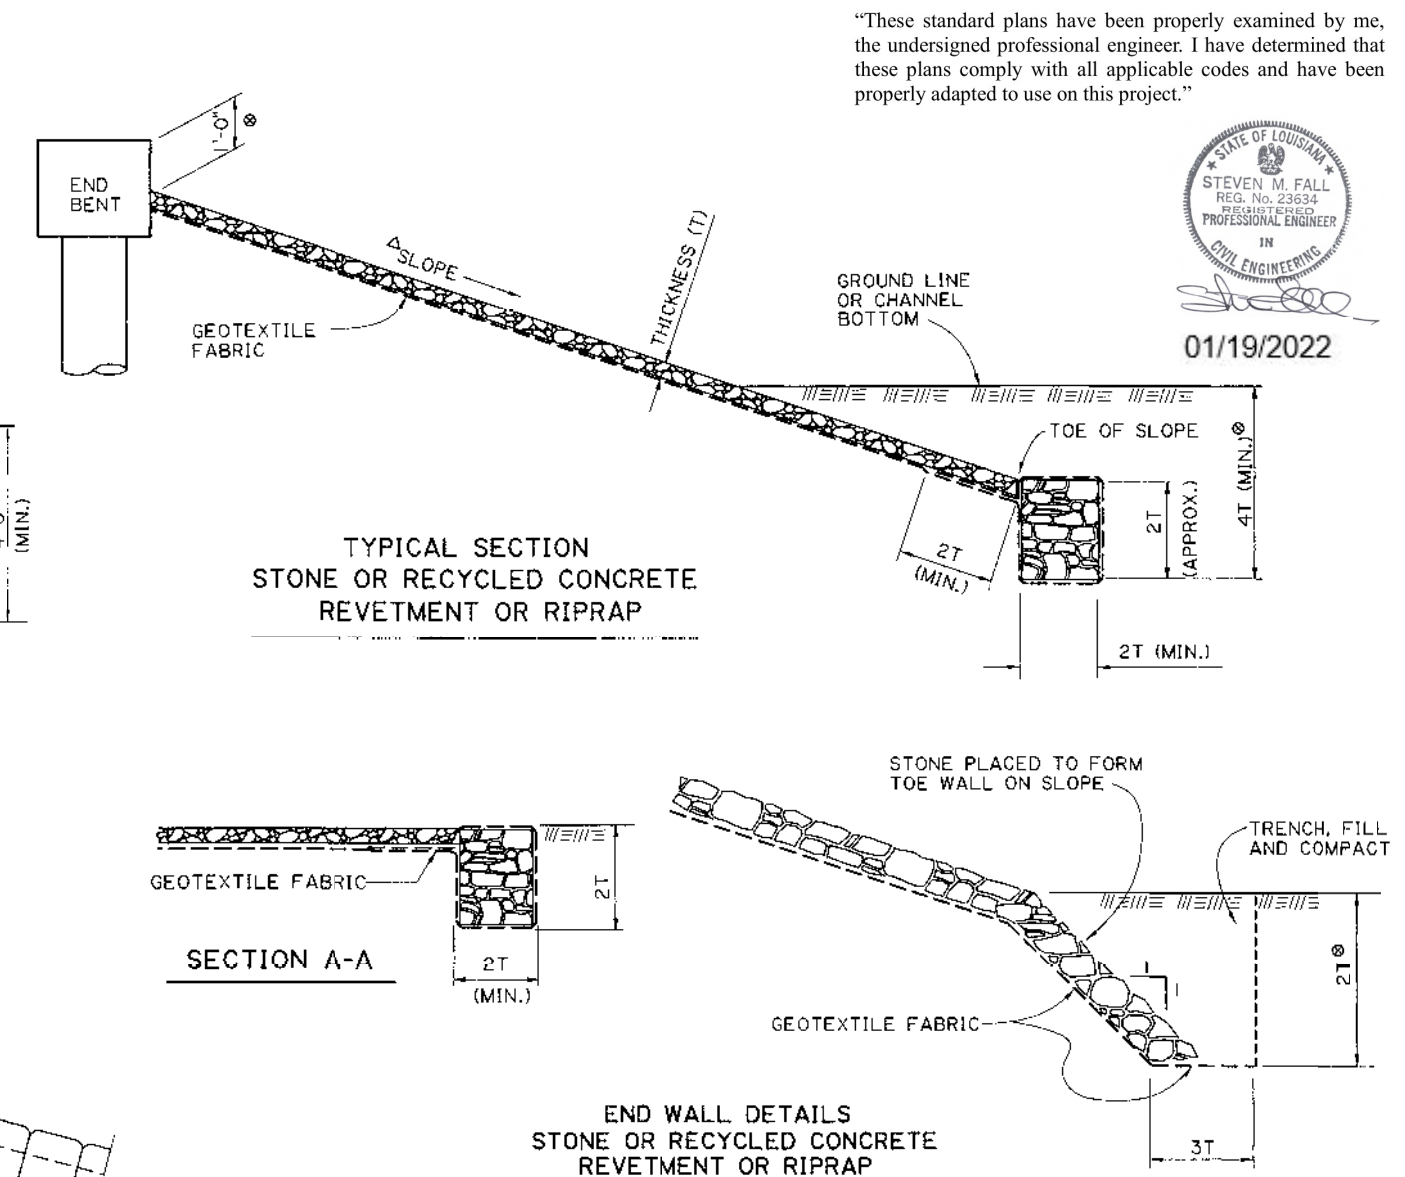 “These standard plans have been properly examined by me,
the undersigned professional engineer. I have determined that
these plans comply with all applicable codes and have been
properly adapted to use on this project.”
STATE OF LOUISIANA
STEVEN M. FALL
REG. No. 23634
REGISTERED
PROFESSIONAL ENGINEER
IN
CIVIL ENGINEERING
01/19/2022
1'-0" ⊗
END
BENT
Δ
SLOPE
THICKNESS (T)
GEOTEXTILE
FABRIC
GROUND LINE
OR CHANNEL
BOTTOM
TOE OF SLOPE
4T (MIN.) ⊗
2T
(APPROX.)
2T
(MIN.)
2T (MIN.)
(MIN.)
TYPICAL SECTION
STONE OR RECYCLED CONCRETE
REVETMENT OR RIPRAP
GEOTEXTILE FABRIC
2T
2T
(MIN.)
SECTION A-A
STONE PLACED TO FORM
TOE WALL ON SLOPE
TRENCH, FILL
AND COMPACT
1
1
2T ⊗
GEOTEXTILE FABRIC
3T
END WALL DETAILS
STONE OR RECYCLED CONCRETE
REVETMENT OR RIPRAP